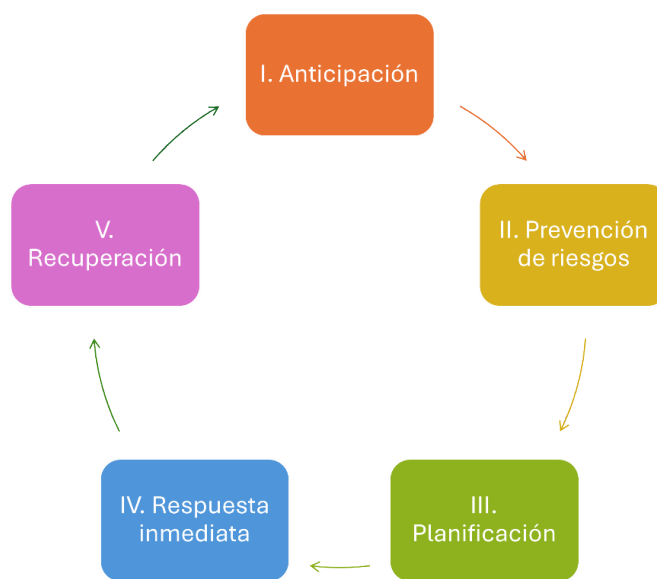 I. Anticipación
II. Prevención
de riesgos
III.
Planificación
IV. Respuesta
inmediata
V.
Recuperación